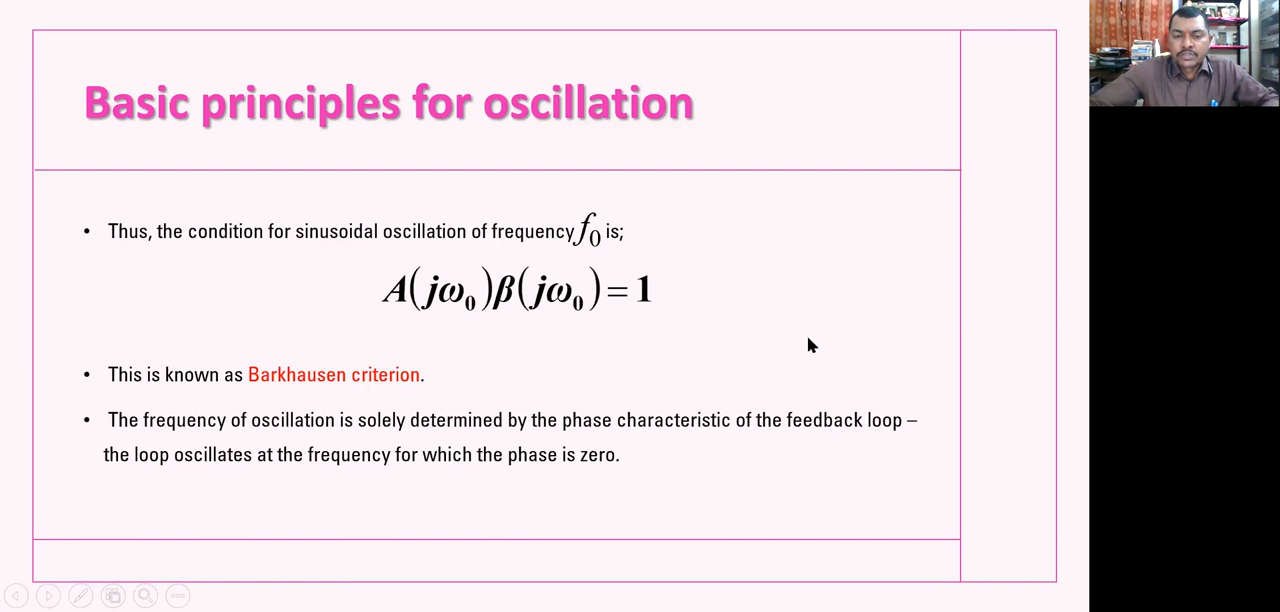 Basic principles for oscillation
• Thus, the condition for sinusoidal oscillation of frequency f₀ is;
A(jω₀)β(jω₀) = 1
• This is known as Barkhausen criterion.
• The frequency of oscillation is solely determined by the phase characteristic of the feedback loop –
the loop oscillates at the frequency for which the phase is zero.